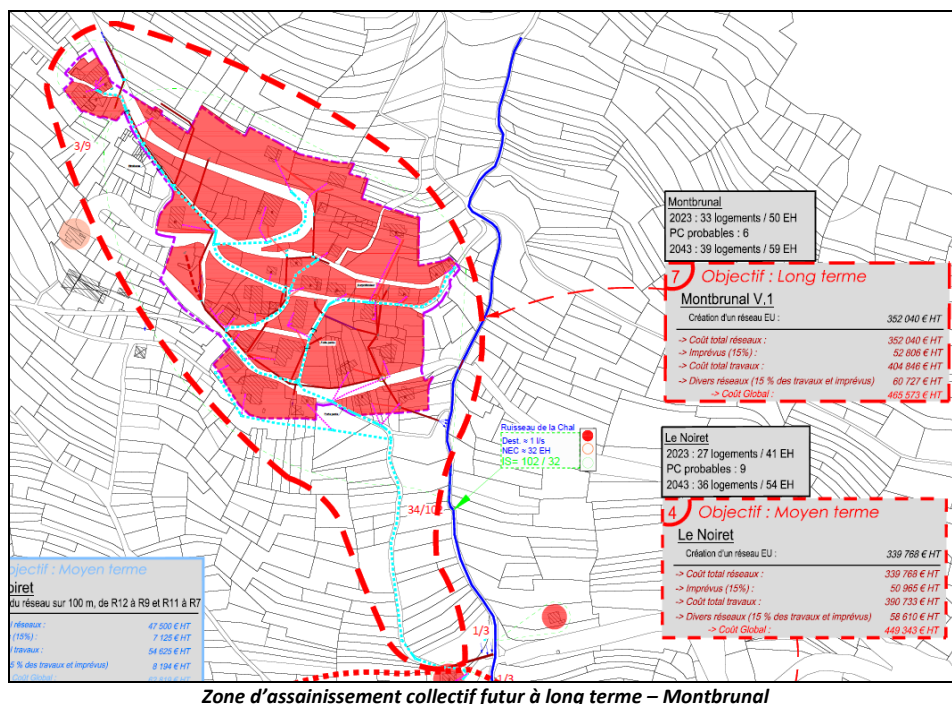 3/9
Montbrunal
2023 : 33 logements / 50 EH
PC probables : 6
2043 : 39 logements / 59 EH
7
Objectif : Long terme
Montbrunal V.1
Création d'un réseau EU : 352 040 € HT
-> Coût total réseaux : 352 040 € HT
-> Imprévus (15%) : 52 806 € HT
-> Coût total travaux : 404 846 € HT
-> Divers réseaux (15 % des travaux et imprévus) 60 727 € HT
-> Coût Global : 465 573 € HT
Ruisseau de la Chal
Dest. ≈ 1 l/s
NEC ≈ 32 EH
IS= 102 / 32
34/102
Le Noiret
2023 : 27 logements / 41 EH
PC probables : 9
2043 : 36 logements / 54 EH
4
Objectif : Moyen terme
Le Noiret
Création d'un réseau EU : 339 768 € HT
-> Coût total réseaux : 339 768 € HT
-> Imprévus (15%) : 50 965 € HT
-> Coût total travaux : 390 733 € HT
-> Divers réseaux (15 % des travaux et imprévus) 58 610 € HT
-> Coût Global : 449 343 € HT
bjectif : Moyen terme
oiret
du réseau sur 100 m, de R12 à R9 et R11 à R7
l réseaux : 47 500 € HT
(15%) : 7 125 € HT
l travaux : 54 625 € HT
5 % des travaux et imprévus) 8 194 € HT
Coût Global :
1/3
1/3
Zone d'assainissement collectif futur à long terme – Montbrunal